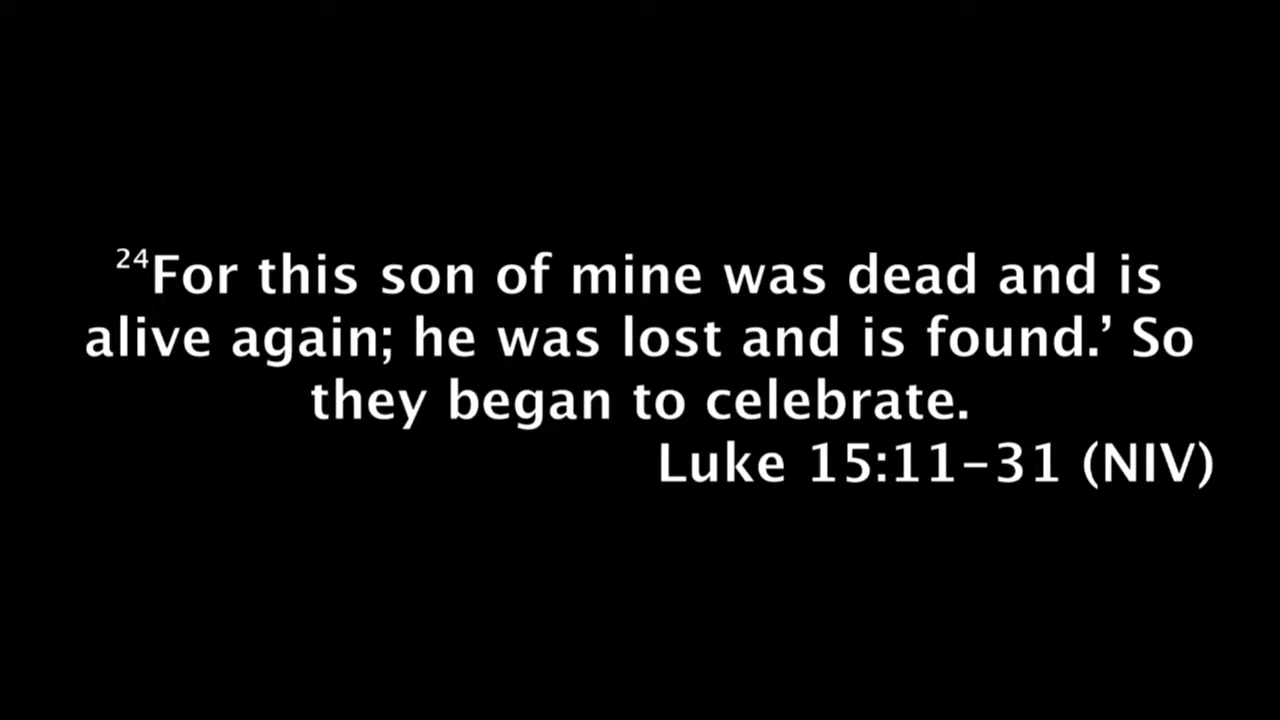 ²⁴For this son of mine was dead and is
alive again; he was lost and is found.’ So
they began to celebrate.
Luke 15:11-31 (NIV)